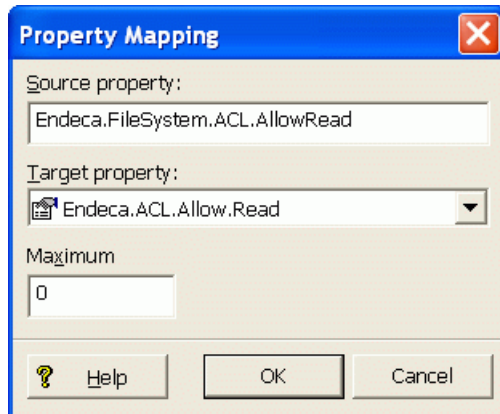 Property Mapping
Source property:
Endeca.FileSystem.ACL.AllowRead
Target property:
Endeca.ACL.Allow.Read
Maximum
0
Help OK Cancel